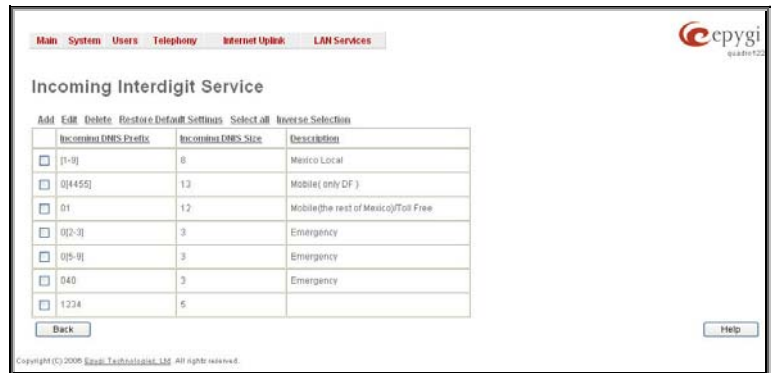 Main System Users Telephony Internet Uplink LAN Services
epygi
quadro122
Incoming Interdigit Service
Add Edit Delete Restore Default Settings Select all Inverse Selection
Incoming DNIS Prefix Incoming DNIS Size Description
[1-9] 8 Mexico Local
0[4455] 13 Mobile( only DF )
01 12 Mobile(the rest of Mexico)/Toll Free
0[2-3] 3 Emergency
0[5-9] 3 Emergency
040 3 Emergency
1234 5
Back Help
Copyright (C) 2006 Epygi Technologies, Ltd. All rights reserved.